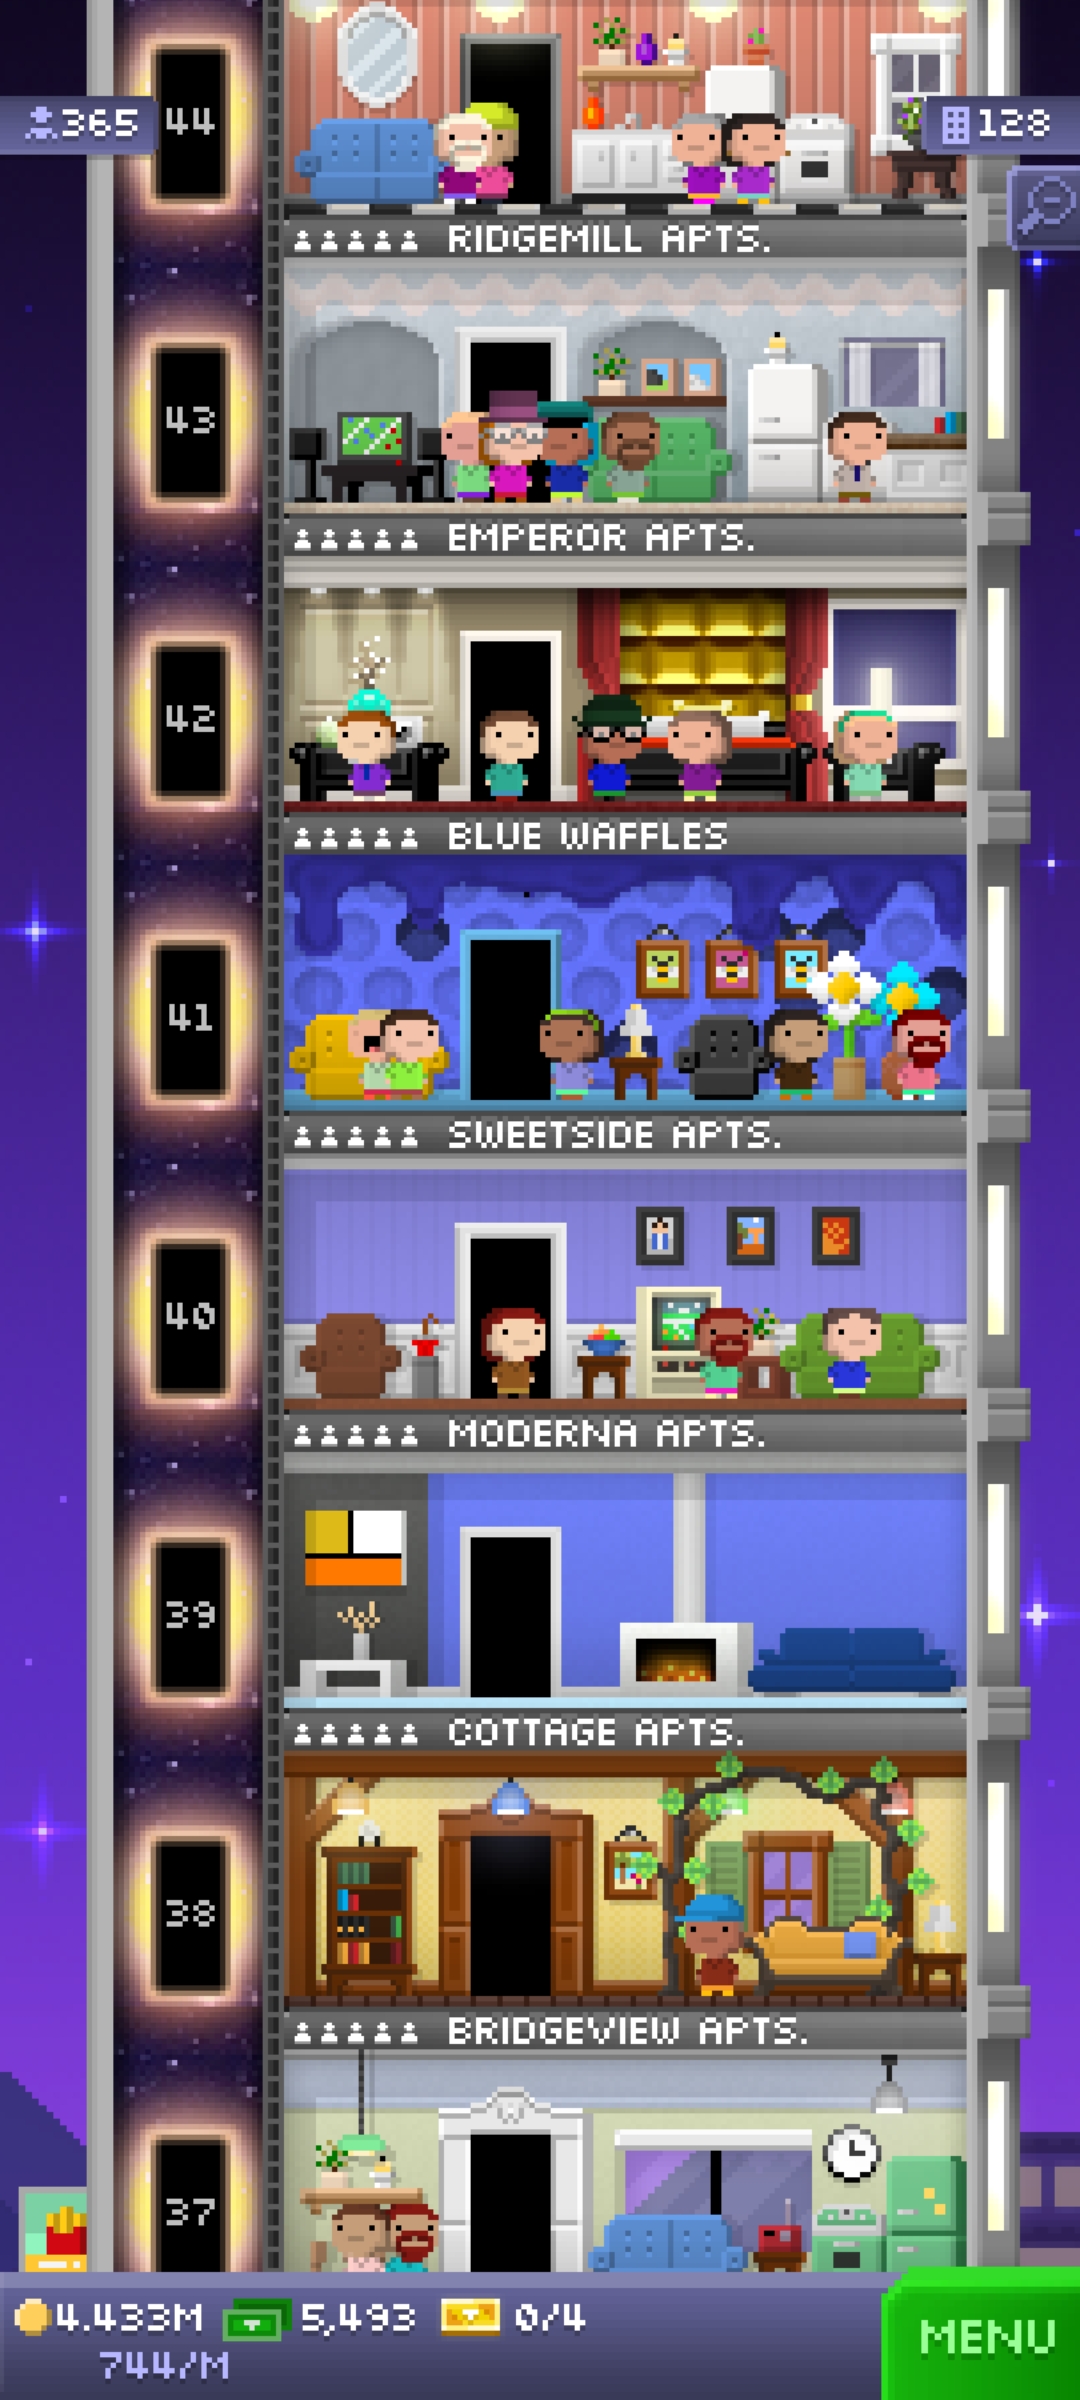 365
44
128
RIDGEMILL APTS.
43
EMPEROR APTS.
42
BLUE WAFFLES
41
SWEETSIDE APTS.
40
MODERNA APTS.
39
COTTAGE APTS.
38
BRIDGEVIEW APTS.
37
4.433M 5,493 0/4
744/M
MENU